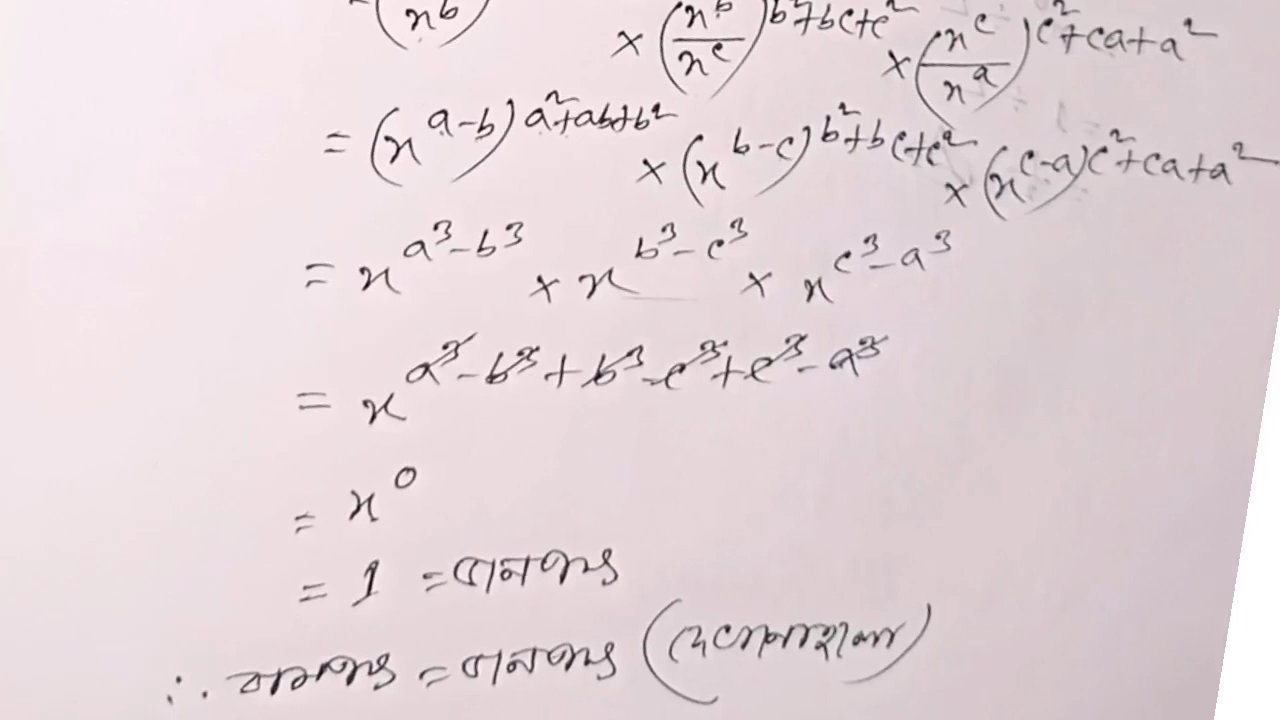 = (x^b) × (x^b/x^c)^b²+bc+c² × (x^c/x^a)^c²+ca+a²
= (x^a-b)^a²+ab+b² × (x^b-c)^b²+bc+c² × (x^c-a)^c²+ca+a²
= x^a³-b³ × x^b³-c³ × x^c³-a³
= x^a³-b³+b³-c³+c³-a³
= x^0
= 1 = ডানপক্ষ
∴ বামপক্ষ = ডানপক্ষ (দেখানো হলো)